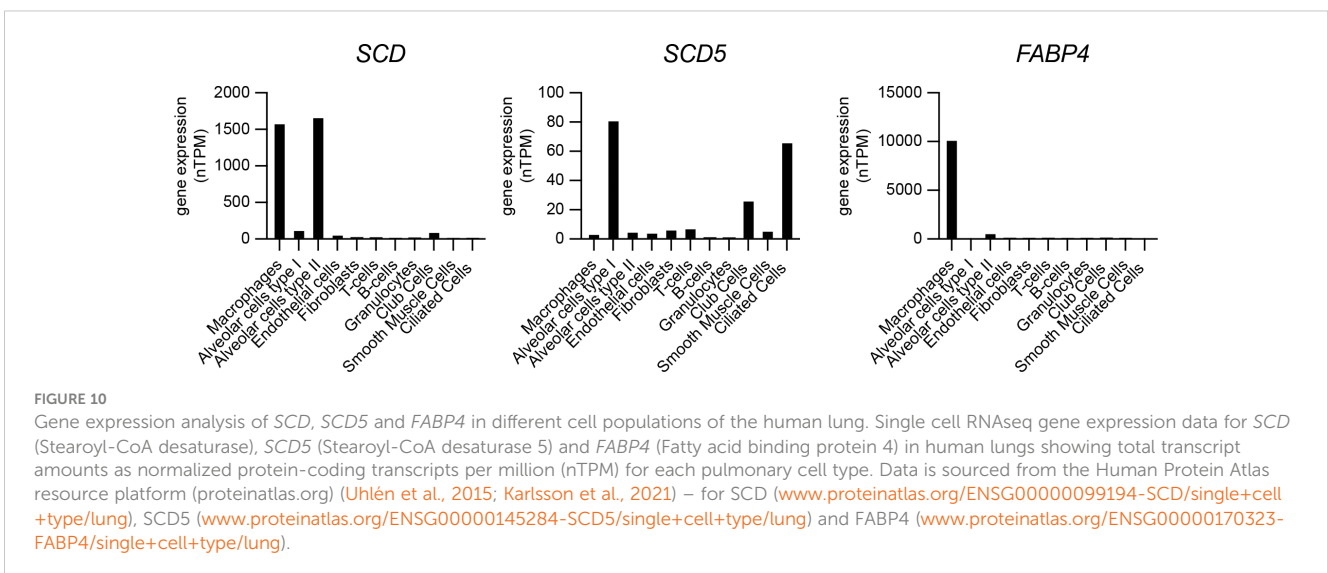 SCD
SCD5
FABP4
gene expression
(nTPM)
2000
1500
1000
500
0
Macrophages
Alveolar cells type I
Alveolar cells type II
Endothelial cells
Fibroblasts
T-cells
B-cells
Granulocytes
Club Cells
Smooth Muscle Cells
Ciliated Cells
gene expression
(nTPM)
100
80
60
40
20
0
Macrophages
Alveolar cells type I
Alveolar cells type II
Endothelial cells
Fibroblasts
T-cells
B-cells
Granulocytes
Club Cells
Smooth Muscle Cells
Ciliated Cells
gene expression
(nTPM)
15000
10000
5000
0
Macrophages
Alveolar cells type I
Alveolar cells type II
Endothelial cells
Fibroblasts
T-cells
B-cells
Granulocytes
Club Cells
Smooth Muscle Cells
Ciliated Cells
FIGURE 10
Gene expression analysis of SCD, SCD5 and FABP4 in different cell populations of the human lung. Single cell RNAseq gene expression data for SCD
(Stearoyl-CoA desaturase), SCD5 (Stearoyl-CoA desaturase 5) and FABP4 (Fatty acid binding protein 4) in human lungs showing total transcript
amounts as normalized protein-coding transcripts per million (nTPM) for each pulmonary cell type. Data is sourced from the Human Protein Atlas
resource platform (proteinatlas.org) (Uhlén et al., 2015; Karlsson et al., 2021) – for SCD (www.proteinatlas.org/ENSG00000099194-SCD/single+cell
+type/lung), SCD5 (www.proteinatlas.org/ENSG00000145284-SCD5/single+cell+type/lung) and FABP4 (www.proteinatlas.org/ENSG00000170323-
FABP4/single+cell+type/lung).